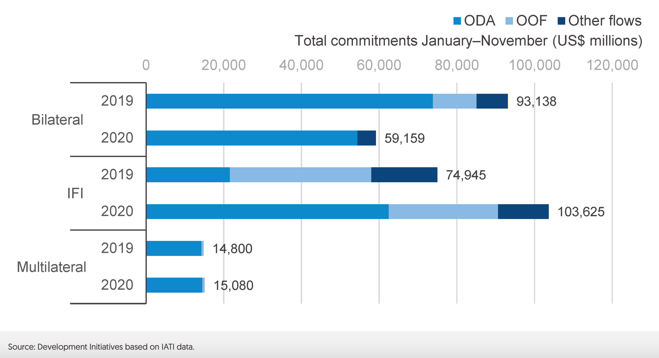 ODA OOF Other flows
Total commitments January–November (US$ millions)
0 20,000 40,000 60,000 80,000 100,000 120,000
Bilateral
2019 93,138
2020 59,159
IFI
2019 74,945
2020 103,625
Multilateral
2019 14,800
2020 15,080
Source: Development Initiatives based on IATI data.